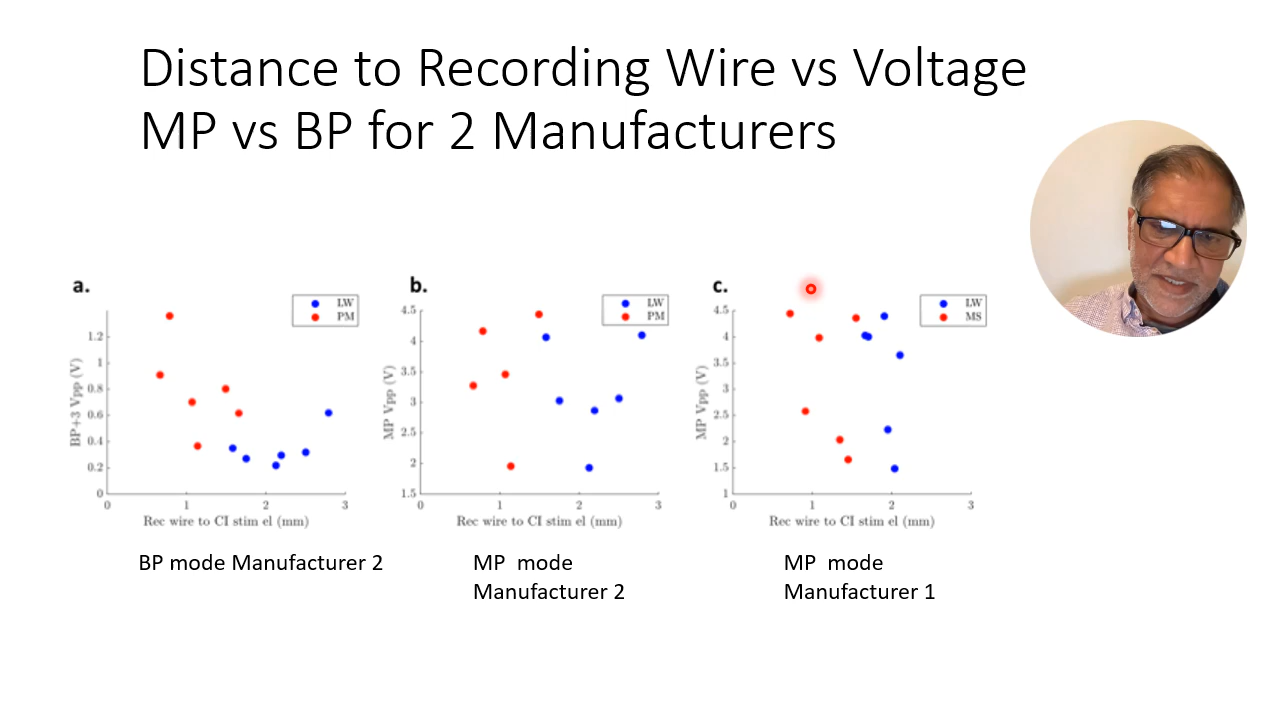 Distance to Recording Wire vs Voltage
MP vs BP for 2 Manufacturers
a.
LW
PM
1.2
1
0.8
0.6
0.4
0.2
0
BP+3 Vpp (V)
0 1 2 3
Rec wire to CI stim el (mm)
BP mode Manufacturer 2
b.
LW
PM
4.5
4
3.5
3
2.5
2
1.5
MP Vpp (V)
0 1 2 3
Rec wire to CI stim el (mm)
MP  mode
Manufacturer 2
c.
LW
MS
4.5
4
3.5
3
2.5
2
1.5
1
MP Vpp (V)
0 1 2 3
Rec wire to CI stim el (mm)
MP  mode
Manufacturer 1